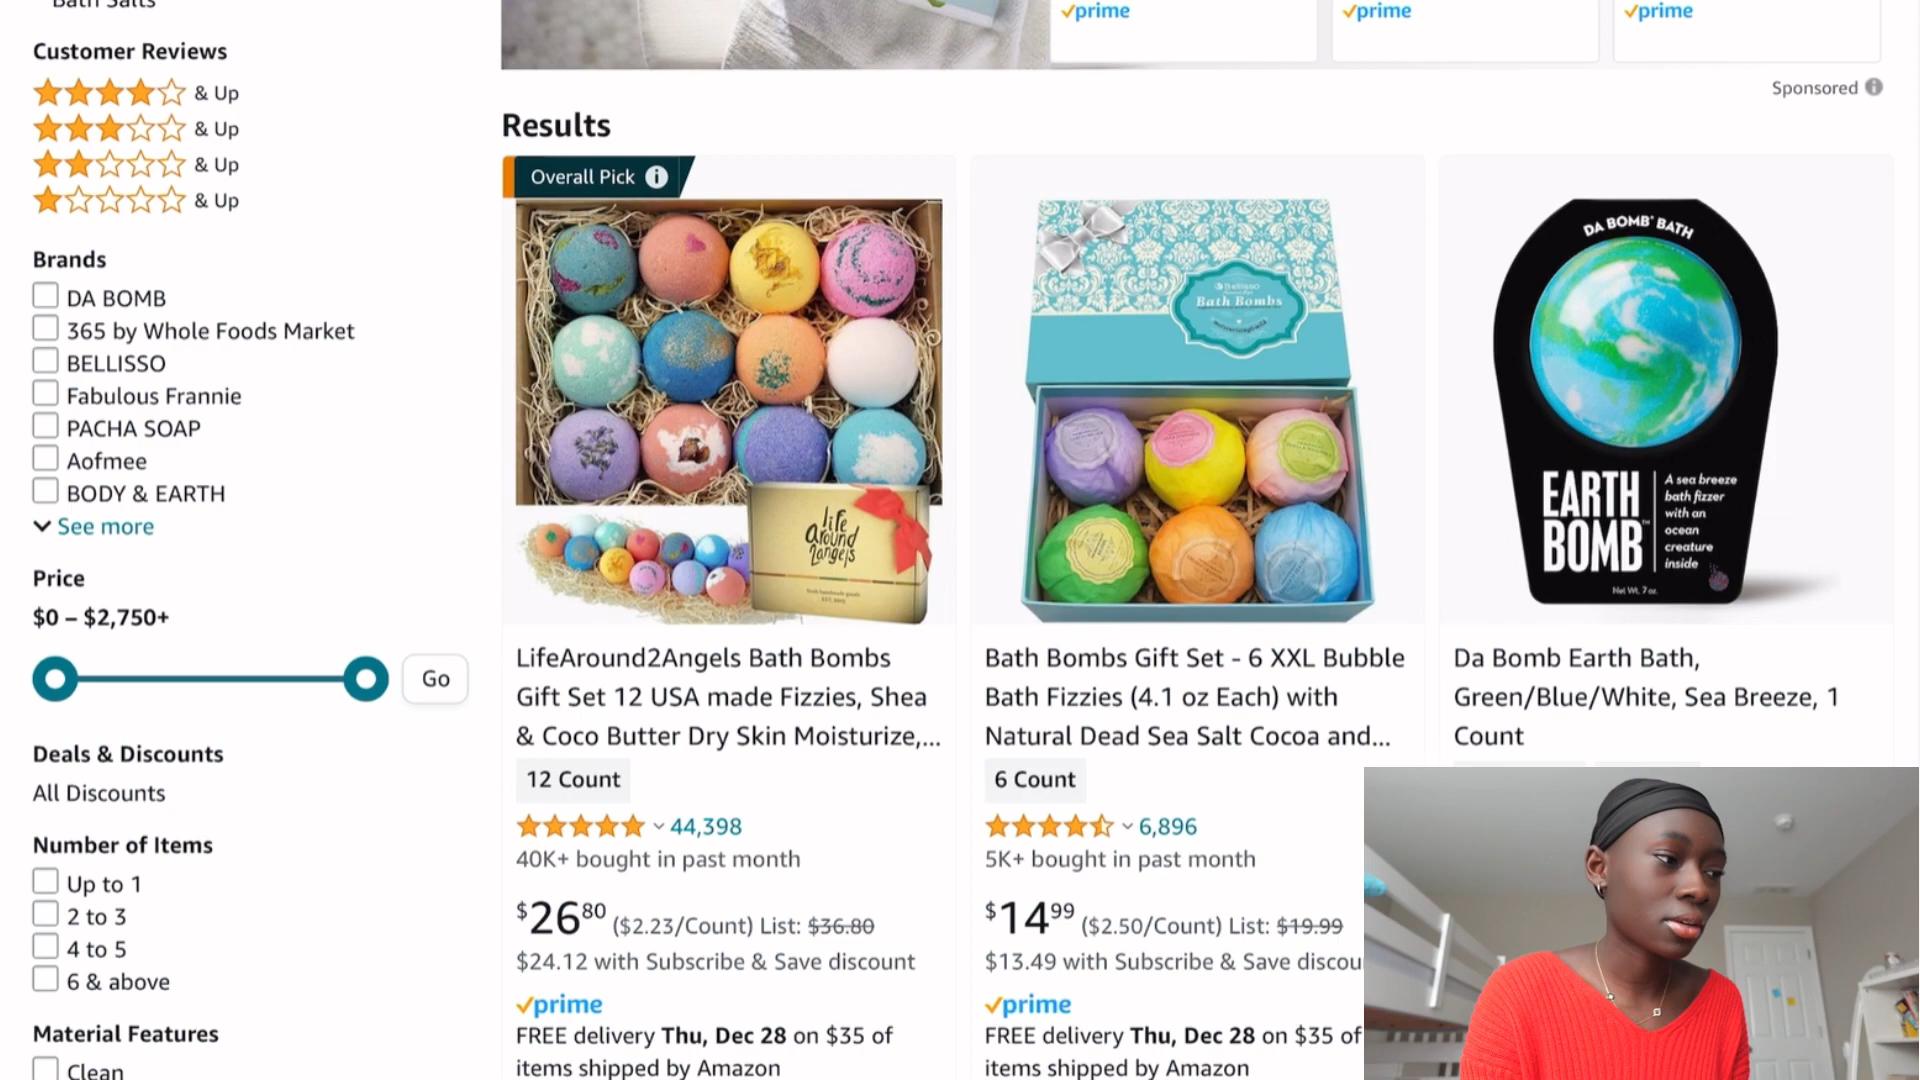 Bath Salts
Customer Reviews
& Up
& Up
& Up
& Up
Brands
DA BOMB
365 by Whole Foods Market
BELLISSO
Fabulous Frannie
PACHA SOAP
Aofmee
BODY & EARTH
See more
Price
$0 – $2,750+
Go
Deals & Discounts
All Discounts
Number of Items
Up to 1
2 to 3
4 to 5
6 & above
Material Features
Clean
prime
prime
prime
Sponsored
Results
Overall Pick
life
around
2angels
LifeAround2Angels Bath Bombs
Gift Set 12 USA made Fizzies, Shea
& Coco Butter Dry Skin Moisturize,...
12 Count
44,398
40K+ bought in past month
$26.80 ($2.23/Count) List: $36.80
$24.12 with Subscribe & Save discount
prime
FREE delivery Thu, Dec 28 on $35 of
items shipped by Amazon
Bellisso
Bath Bombs
Bath Bombs Gift Set - 6 XXL Bubble
Bath Fizzies (4.1 oz Each) with
Natural Dead Sea Salt Cocoa and...
6 Count
6,896
5K+ bought in past month
$14.99 ($2.50/Count) List: $19.99
$13.49 with Subscribe & Save discou
prime
FREE delivery Thu, Dec 28 on $35 of
items shipped by Amazon
DA BOMB® BATH
EARTH
BOMB™
A sea breeze
bath fizzer
with an
ocean
creature
inside
Net Wt. 7 oz.
Da Bomb Earth Bath,
Green/Blue/White, Sea Breeze, 1
Count